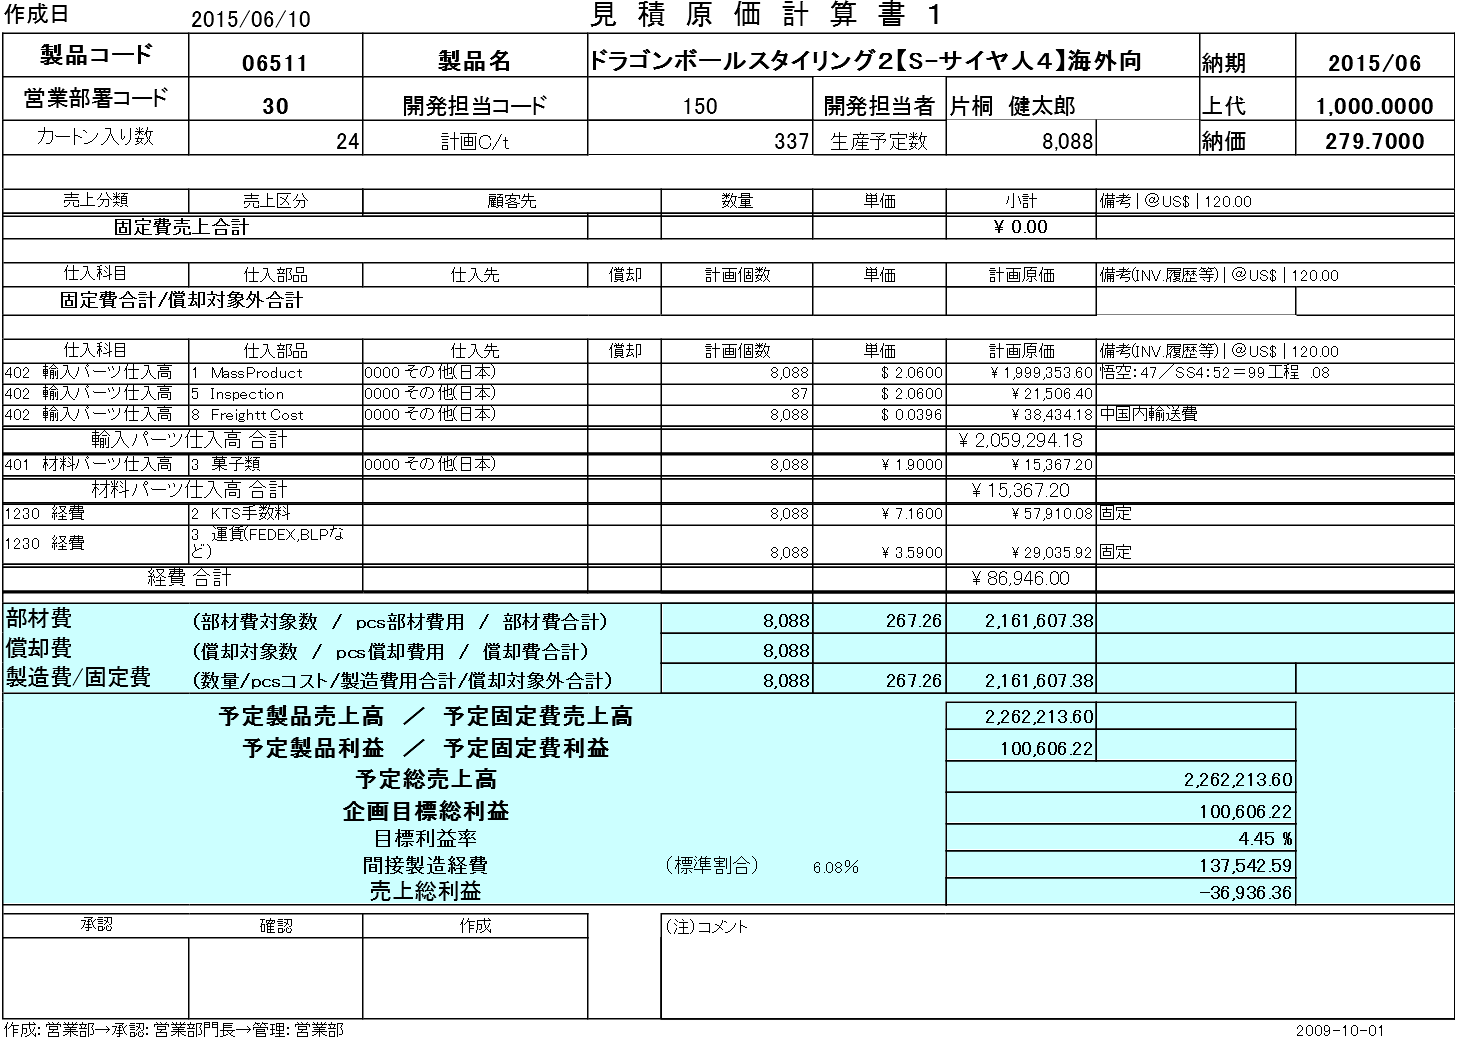 作成日 2015/06/10 見積原価計算書1
製品コード 06511 製品名 ドラゴンボールスタイリング2【S-サイヤ人4】海外向 納期 2015/06
営業部署コード 30 開発担当コード 150 開発担当者 片桐 健太郎 上代 1,000.0000
カートン入り数 24 計画C/t 337 生産予定数 8,088 納価 279.7000
売上分類 売上区分 顧客先 数量 単価 小計 備考|@US$|120.00
固定費売上合計 ¥ 0.00
仕入科目 仕入部品 仕入先 償却 計画個数 単価 計画原価 備考(INV.履歴等)|@US$|120.00
固定費合計/償却対象外合計
仕入科目 仕入部品 仕入先 償却 計画個数 単価 計画原価 備考(INV.履歴等)|@US$|120.00
402 輸入パーツ仕入高 1 MassProduct 0000 その他(日本) 8,088 $ 2.0600 ¥ 1,999,353.60 悟空:47/SS4:52=99工程 .08
402 輸入パーツ仕入高 5 Inspection 0000 その他(日本) 87 $ 2.0600 ¥ 21,506.40
402 輸入パーツ仕入高 8 Freightt Cost 0000 その他(日本) 8,088 $ 0.0396 ¥ 38,434.18 中国内輸送費
輸入パーツ仕入高 合計 ¥ 2,059,294.18
401 材料パーツ仕入高 3 菓子類 0000 その他(日本) 8,088 ¥ 1.9000 ¥ 15,367.20
材料パーツ仕入高 合計 ¥ 15,367.20
1230 経費 2 KTS手数料 8,088 ¥ 7.1600 ¥ 57,910.08 固定
1230 経費 3 運賃(FEDEX,BLPな
ど) 8,088 ¥ 3.5900 ¥ 29,035.92 固定
経費 合計 ¥ 86,946.00
部材費 (部材費対象数 / pcs部材費用 / 部材費合計) 8,088 267.26 2,161,607.38
償却費 (償却対象数 / pcs償却費用 / 償却費合計) 8,088
製造費/固定費 (数量/pcsコスト/製造費用合計/償却対象外合計) 8,088 267.26 2,161,607.38
予定製品売上高 / 予定固定費売上高 2,262,213.60
予定製品利益 / 予定固定費利益 100,606.22
予定総売上高 2,262,213.60
企画目標総利益 100,606.22
目標利益率 4.45 %
間接製造経費 (標準割合) 6.08% 137,542.59
売上総利益 -36,936.36
承認 確認 作成 (注)コメント
作成:営業部→承認:営業部門長→管理:営業部 2009-10-01